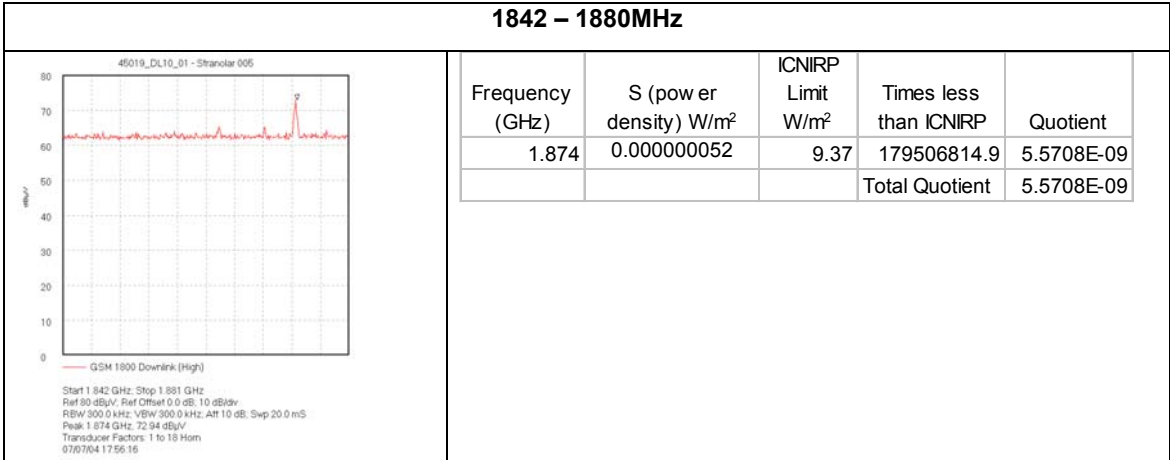 1842 – 1880MHz
45019_DL10_01 - Stranolar 005
80
70
60
50
40
30
20
10
0
dBµV
GSM 1800 Downlink (High)
Start 1.842 GHz; Stop 1.881 GHz
Ref 80 dBµV; Ref Offset 0.0 dB; 10 dB/div
RBW 300.0 kHz; VBW 300.0 kHz; Att 10 dB; Swp 20.0 mS
Peak 1.874 GHz, 72.94 dBµV
Transducer Factors: 1 to 18 Horn
07/07/04 17:56:16
Frequency (GHz) S (pow er density) W/m² ICNIRP Limit W/m² Times less than ICNIRP Quotient
1.874 0.000000052 9.37 179506814.9 5.5708E-09
Total Quotient 5.5708E-09